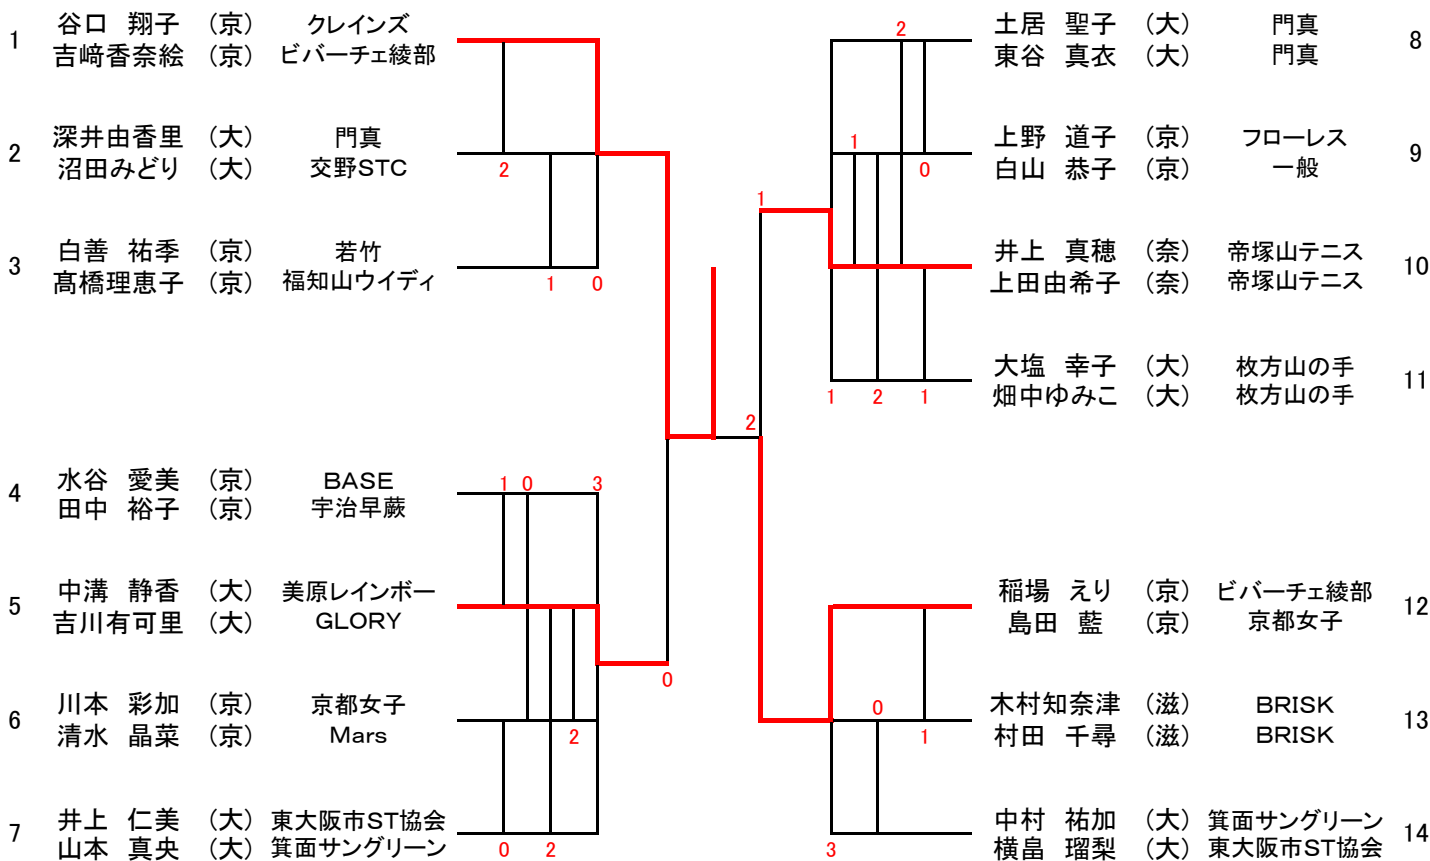 1 谷口 翔子 (京) クレインズ
吉﨑香奈絵 (京) ビバーチェ綾部
2 深井由香里 (大) 門真
沼田みどり (大) 交野STC
2
3 白善 祐季 (京) 若竹
髙橋理恵子 (京) 福知山ウイディ
1 0
4 水谷 愛美 (京) BASE
田中 裕子 (京) 宇治早蕨
1 0 3
5 中溝 静香 (大) 美原レインボー
吉川有可里 (大) GLORY
6 川本 彩加 (京) 京都女子
清水 晶菜 (京) Mars
2
7 井上 仁美 (大) 東大阪市ST協会
山本 真央 (大) 箕面サングリーン
0 2
0
2
1
2
土居 聖子 (大) 門真 8
東谷 真衣 (大) 門真
1
上野 道子 (京) フローレス 9
白山 恭子 (京) 一般
0
井上 真穂 (奈) 帝塚山テニス 10
上田由希子 (奈) 帝塚山テニス
大塩 幸子 (大) 枚方山の手 11
畑中ゆみこ (大) 枚方山の手
1 2 1
稲場 えり (京) ビバーチェ綾部 12
島田 藍 (京) 京都女子
0
木村知奈津 (滋) BRISK 13
村田 千尋 (滋) BRISK
1
中村 祐加 (大) 箕面サングリーン 14
横畠 瑠梨 (大) 東大阪市ST協会
3